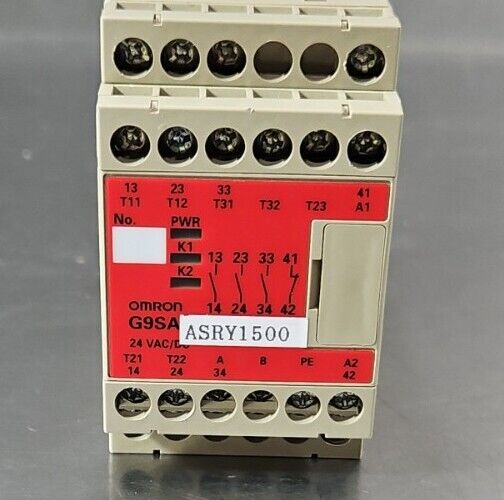 13 23 33 41
T11 T12 T31 T32 T23 A1
No. PWR
K1
K2
13 23 33 41
14 24 34 42
OMRON
G9SA
ASRY1500
24 VAC/DC
T21 T22 A B PE A2
14 24 34 42